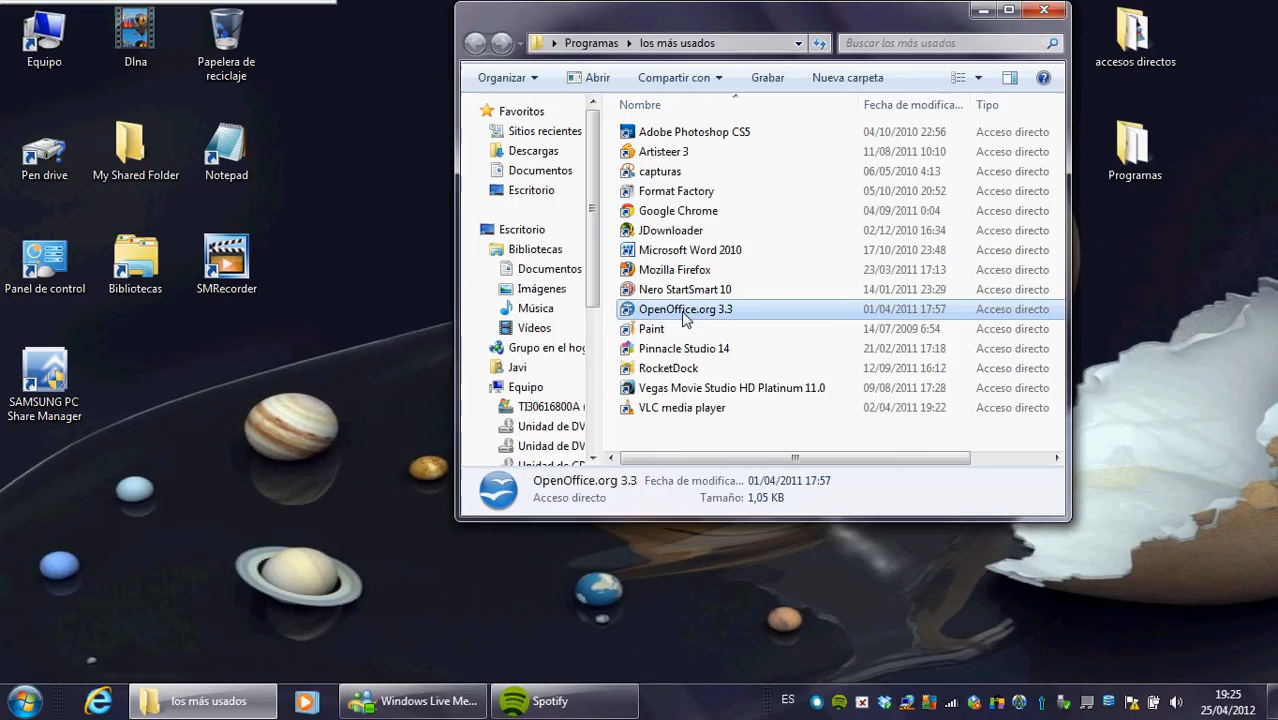 Equipo
Dlna
Papelera de
reciclaje
Pen drive
My Shared Folder
Notepad
Panel de control
Bibliotecas
SMRecorder
SAMSUNG PC
Share Manager
accesos directos
Programas
Programas
los más usados
Buscar los más usados
Organizar
Abrir
Compartir con
Grabar
Nueva carpeta
Favoritos
Sitios recientes
Descargas
Documentos
Escritorio
Escritorio
Bibliotecas
Documentos
Imágenes
Música
Vídeos
Grupo en el hog
Javi
Equipo
TI30616800A (
Unidad de DV
Unidad de DV
Unidad de CD
Nombre Fecha de modifica... Tipo
Adobe Photoshop CS5 04/10/2010 22:56 Acceso directo
Artisteer 3 11/08/2011 10:10 Acceso directo
capturas 06/05/2010 4:13 Acceso directo
Format Factory 05/10/2010 20:52 Acceso directo
Google Chrome 04/09/2011 0:04 Acceso directo
JDownloader 02/12/2010 16:34 Acceso directo
Microsoft Word 2010 17/10/2010 23:48 Acceso directo
Mozilla Firefox 23/03/2011 17:13 Acceso directo
Nero StartSmart 10 14/01/2011 23:29 Acceso directo
OpenOffice.org 3.3 01/04/2011 17:57 Acceso directo
Paint 14/07/2009 6:54 Acceso directo
Pinnacle Studio 14 21/02/2011 17:18 Acceso directo
RocketDock 12/09/2011 16:12 Acceso directo
Vegas Movie Studio HD Platinum 11.0 09/08/2011 17:28 Acceso directo
VLC media player 02/04/2011 19:22 Acceso directo
OpenOffice.org 3.3 Fecha de modifica... 01/04/2011 17:57
Acceso directo Tamaño: 1,05 KB
los más usados
Windows Live Me...
Spotify
ES
19:25
25/04/2012